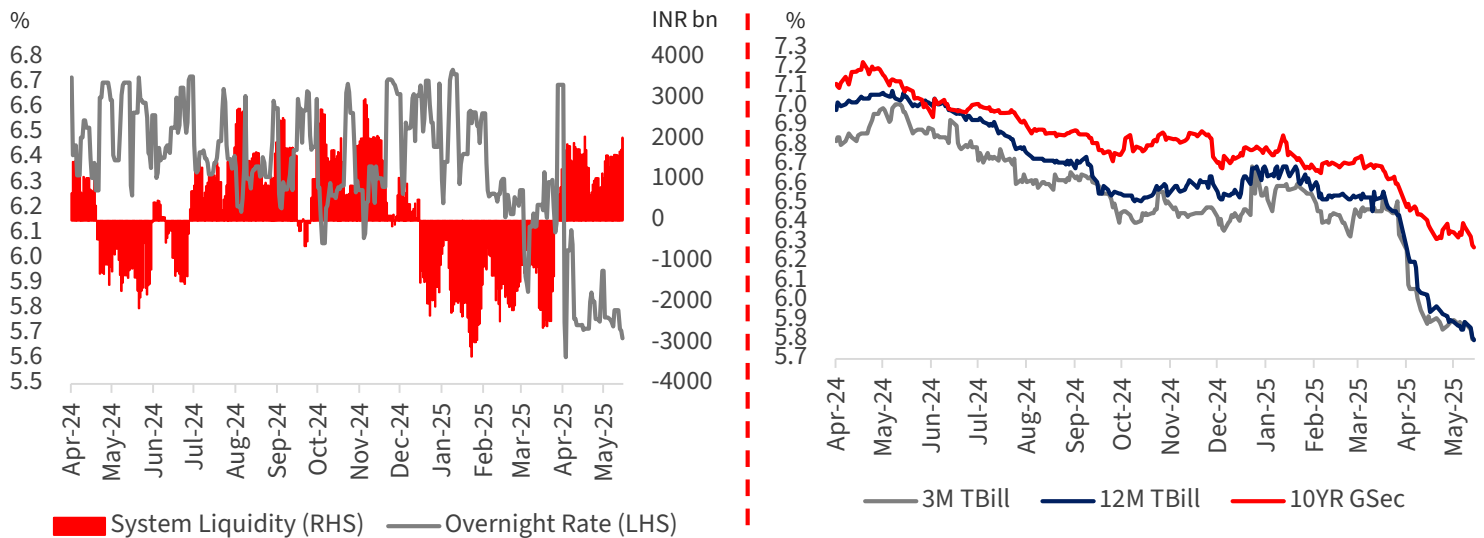 % INR bn
6.8
6.7
6.6
6.5
6.4
6.3
6.2
6.1
6.0
5.9
5.8
5.7
5.6
5.5
4000
3000
2000
1000
0
-1000
-2000
-3000
-4000
Apr-24
May-24
Jun-24
Jul-24
Aug-24
Sep-24
Oct-24
Nov-24
Dec-24
Jan-25
Feb-25
Mar-25
Apr-25
May-25
System Liquidity (RHS) Overnight Rate (LHS)
%
7.3
7.2
7.1
7.0
6.9
6.8
6.7
6.6
6.5
6.4
6.3
6.2
6.1
6.0
5.9
5.8
5.7
Apr-24
May-24
Jun-24
Jul-24
Aug-24
Sep-24
Oct-24
Nov-24
Dec-24
Jan-25
Feb-25
Mar-25
Apr-25
May-25
3M TBill 12M TBill 10YR GSec